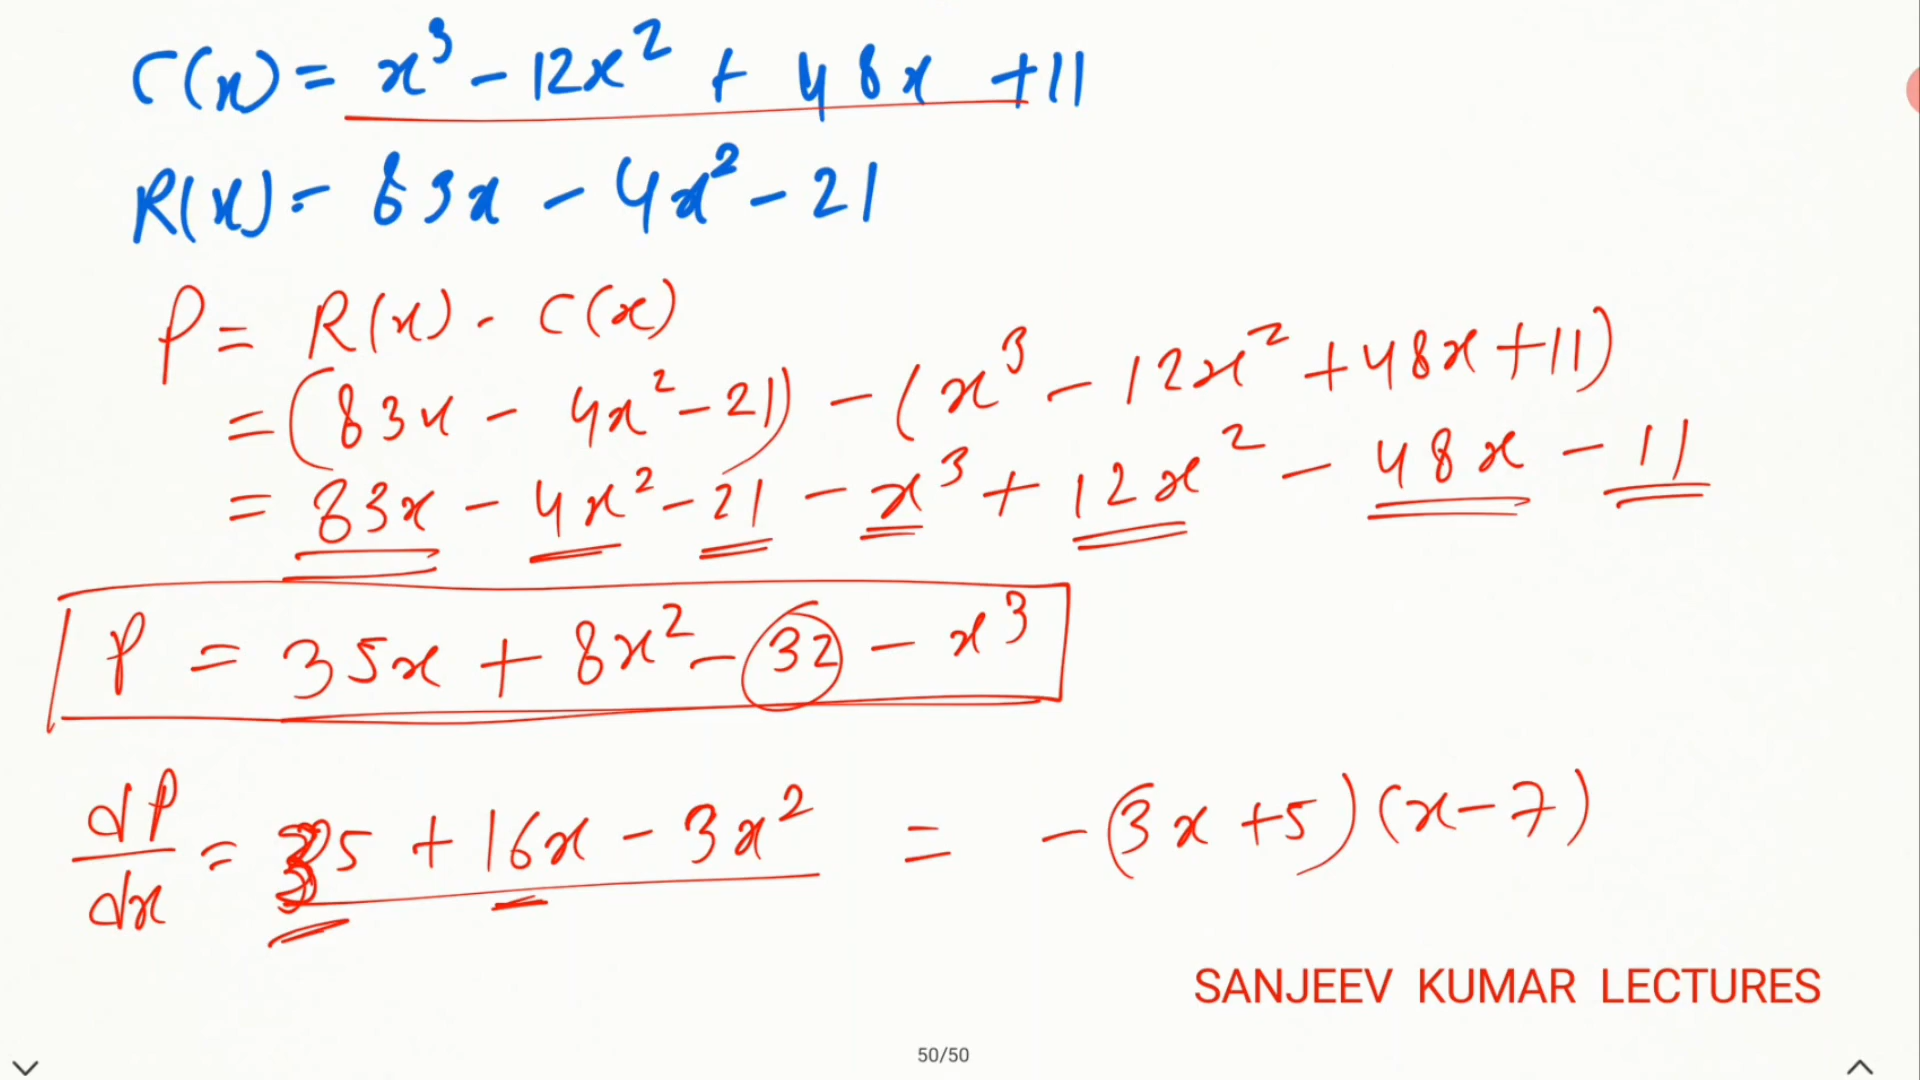 C(x) = x³ - 12x² + 48x + 11
R(x) = 83x - 4x² - 21
P = R(x) - C(x)
= (83x - 4x² - 21) - (x³ - 12x² + 48x + 11)
= 83x - 4x² - 21 - x³ + 12x² - 48x - 11
P = 35x + 8x² - 32 - x³
dP/dx = 35 + 16x - 3x² = -(3x + 5)(x - 7)
SANJEEV KUMAR LECTURES
50/50